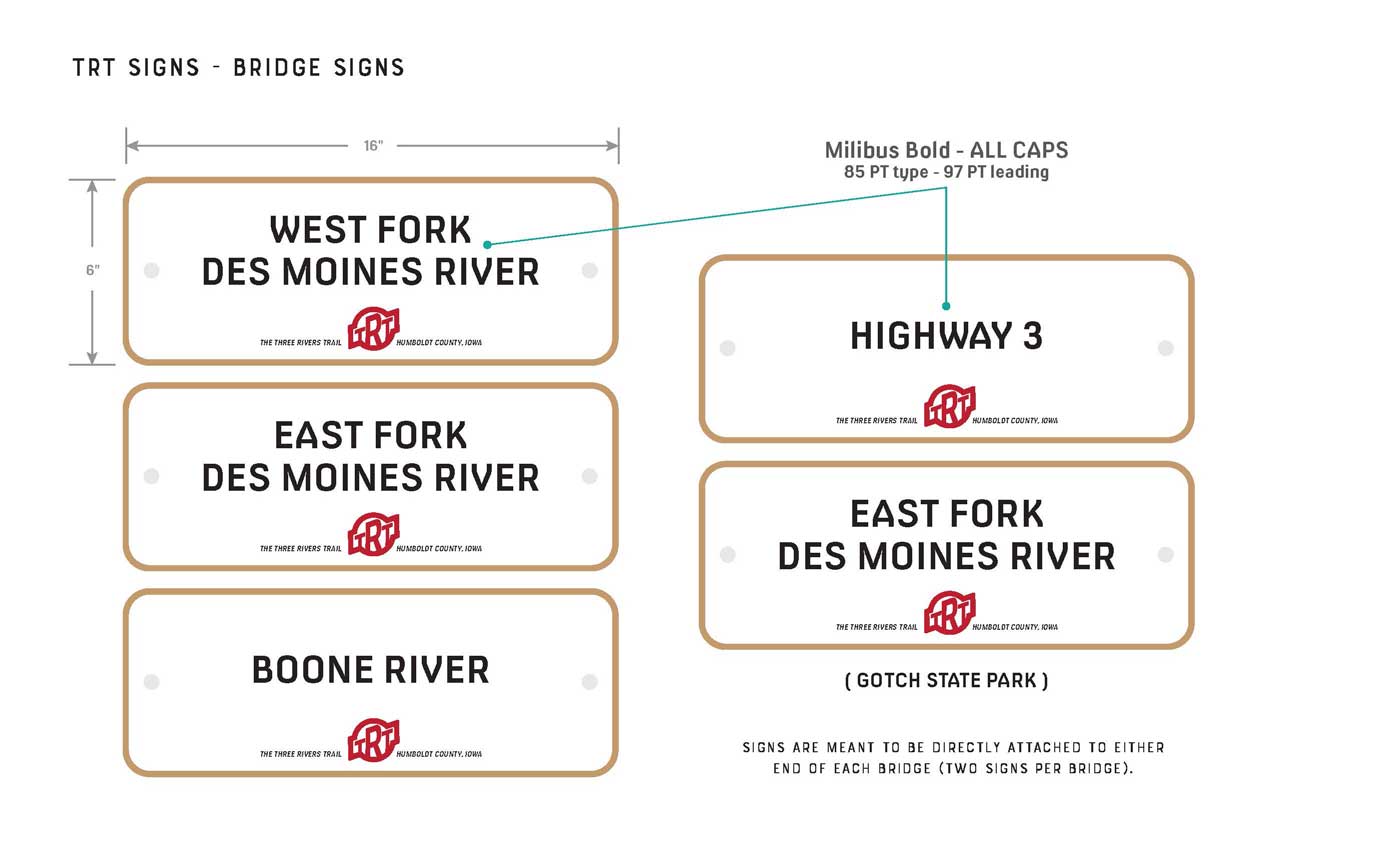 TRT SIGNS - BRIDGE SIGNS
16"
6"
WEST FORK
DES MOINES RIVER
THE THREE RIVERS TRAIL TRT HUMBOLDT COUNTY, IOWA
EAST FORK
DES MOINES RIVER
THE THREE RIVERS TRAIL TRT HUMBOLDT COUNTY, IOWA
BOONE RIVER
THE THREE RIVERS TRAIL TRT HUMBOLDT COUNTY, IOWA
Milibus Bold - ALL CAPS
85 PT type - 97 PT leading
HIGHWAY 3
THE THREE RIVERS TRAIL TRT HUMBOLDT COUNTY, IOWA
EAST FORK
DES MOINES RIVER
THE THREE RIVERS TRAIL TRT HUMBOLDT COUNTY, IOWA
( GOTCH STATE PARK )
SIGNS ARE MEANT TO BE DIRECTLY ATTACHED TO EITHER
END OF EACH BRIDGE (TWO SIGNS PER BRIDGE).